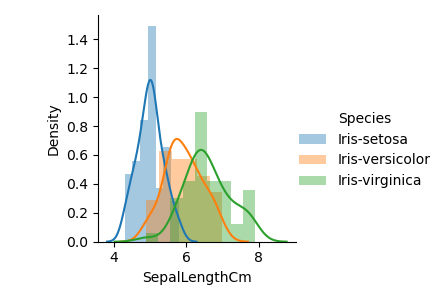 Density
1.4
1.2
1.0
0.8
0.6
0.4
0.2
0.0
4 6 8
SepalLengthCm
Species
Iris-setosa
Iris-versicolor
Iris-virginica